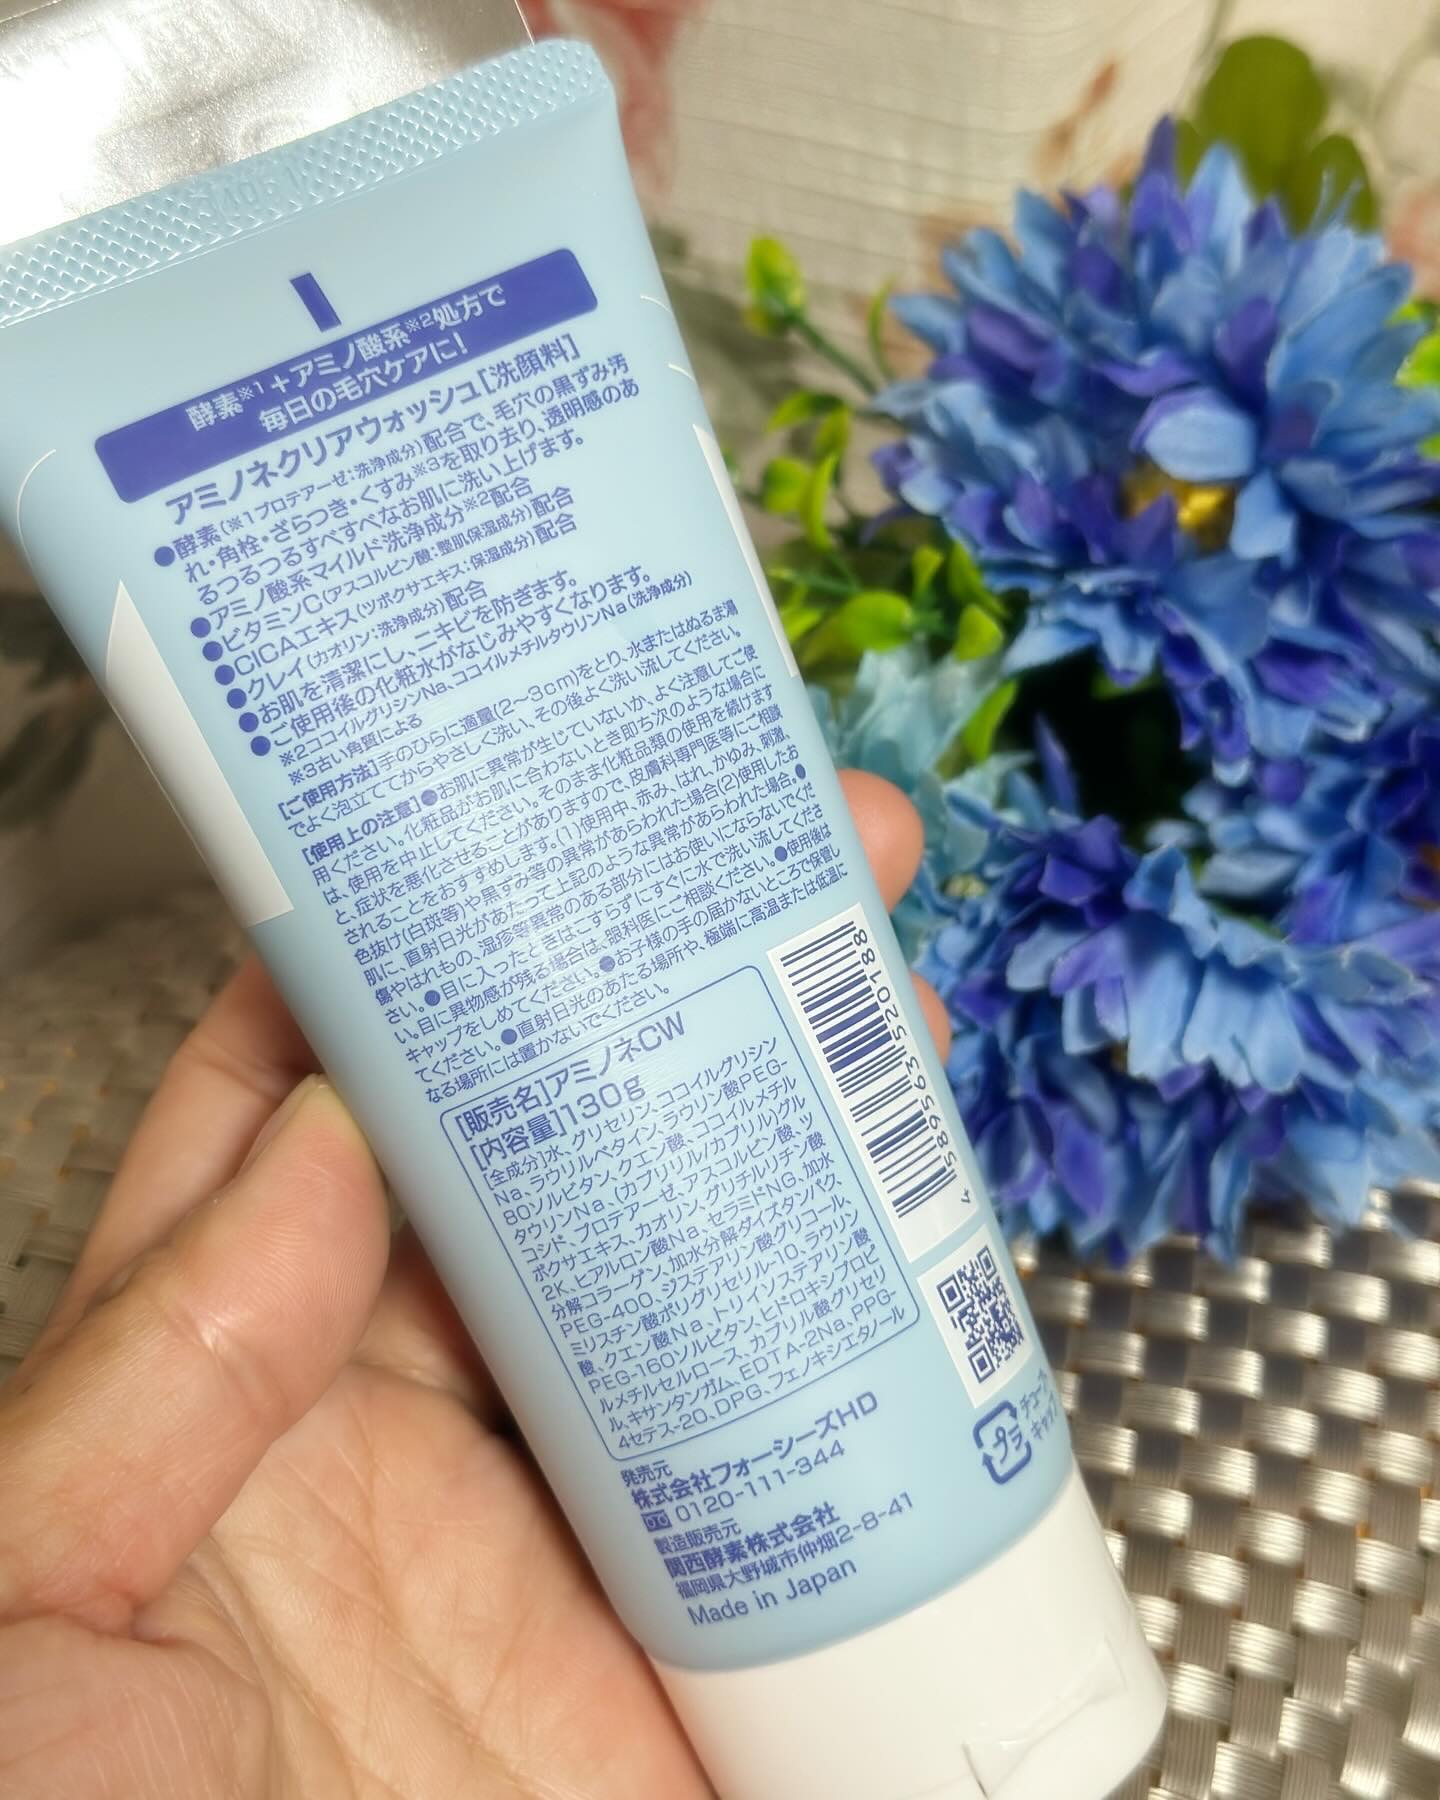 酵素※1＋アミノ酸系※2処方で
毎日の毛穴ケアに！
アミノネクリアウォッシュ［洗顔料］
●酵素（※1プロテアーゼ：洗浄成分）配合で、毛穴の黒ずみ汚
れ・角栓・ざらつき・くすみ※3を取り去り、透明感のあ
るつるつるすべすべなお肌に洗い上げます。
●アミノ酸系マイルド洗浄成分※2配合
●ビタミンC（アスコルビン酸：整肌保湿成分）配合
●CICAエキス（ツボクサエキス：保湿成分）配合
●クレイ（カオリン：洗浄成分）配合
●お肌を清潔にし、ニキビを防ぎます。
●ご使用後の化粧水がなじみやすくなります。
※2ココイルグリシンNa、ココイルメチルタウリンNa（洗浄成分）
※3古い角質による
［ご使用方法］手のひらに適量（2～3cm）をとり、水またはぬるま湯
でよく泡立ててからやさしく洗い、その後よく洗い流してください。
［使用上の注意］●お肌に異常が生じていないか、よく注意してご使
用ください。化粧品がお肌に合わないとき即ち次のような場合に
は、使用を中止してください。そのまま化粧品類の使用を続けます
と、症状を悪化させることがありますので、皮膚科専門医等にご相談
されることをおすすめします。（1）使用中、赤み、はれ、かゆみ、刺激、
色抜け（白斑等）や黒ずみ等の異常があらわれた場合（2）使用したお
肌に、直射日光があたって上記のような異常があらわれた場合。●
傷やはれもの、湿疹等異常のある部分にはお使いにならないでくだ
さい。●目に入ったときはこすらずにすぐに水で洗い流してくださ
い。目に異物感が残る場合は、眼科医にご相談ください。●使用後は
キャップをしめてください。●お子様の手の届かないところで保管し
てください。●直射日光のあたる場所や、極端に高温または低温に
なる場所には置かないでください。
［販売名］アミノネCW
［内容量］130g
［全成分］水、グリセリン、ココイルグリシン
Na、ラウリルベタイン、ラウリン酸PEG-
80ソルビタン、クエン酸、ココイルメチル
タウリンNa、（カプリリル/カプリル）グル
コシド、プロテアーゼ、アスコルビン酸、ツ
ボクサエキス、カオリン、グリチルリチン酸
2K、ヒアルロン酸Na、セラミドNG、加水
分解コラーゲン、加水分解ダイズタンパク、
PEG-400、ジステアリン酸グリコール、
ミリスチン酸ポリグリセリル-10、ラウリン
酸、クエン酸Na、トリイソステアリン酸
PEG-160ソルビタン、ヒドロキシプロピ
ルメチルセルロース、カプリル酸グリセリ
ル、キサンタンガム、EDTA-2Na、PPG-
4セテス-20、DPG、フェノキシエタノール
発売元
株式会社フォーシーズHD
0120-111-344
製造販売元
関西酵素株式会社
福岡県大野城市仲畑2-8-41
Made in Japan
4 589563 520188
プラ
チューブ
キャップ